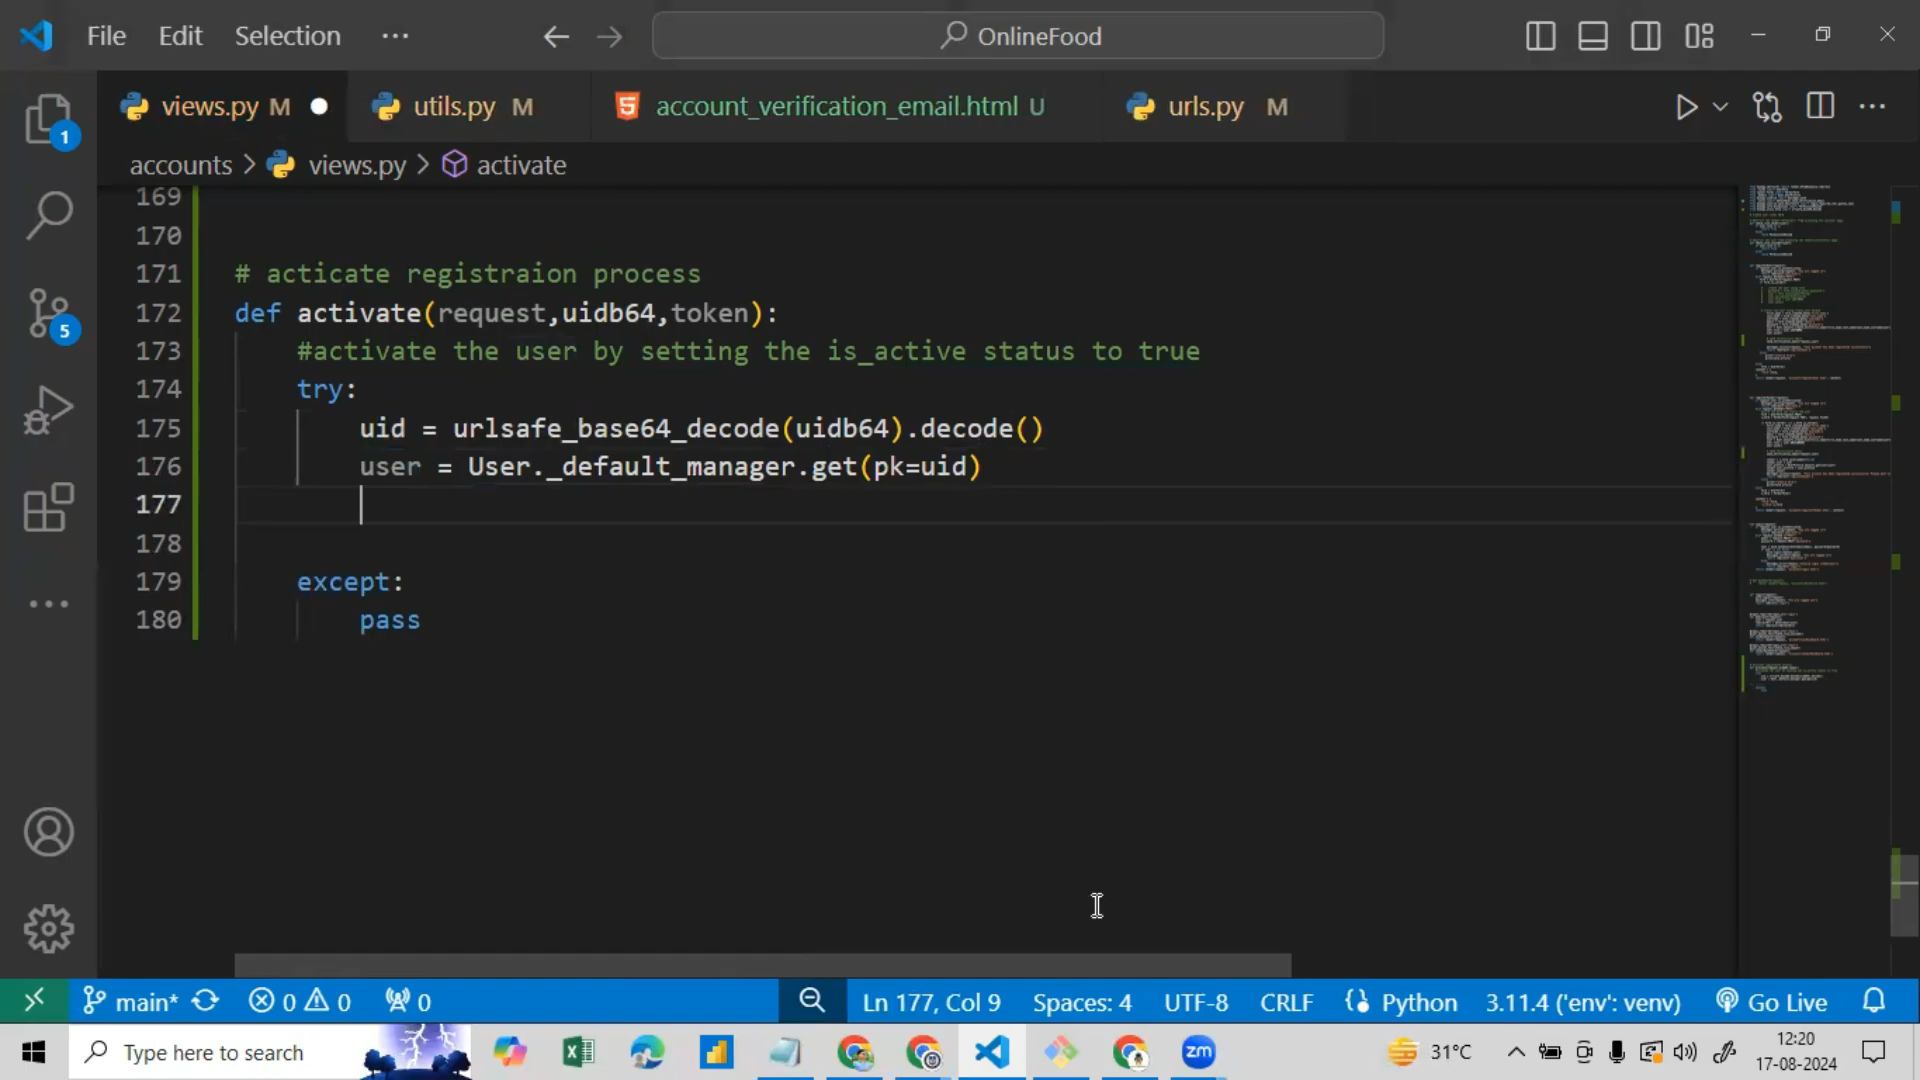 File Edit Selection ··· OnlineFood
views.py M utils.py M account_verification_email.html U urls.py M
accounts > views.py > activate
169
170
171 # acticate registraion process
172 def activate(request,uidb64,token):
173 #activate the user by setting the is_active status to true
174 try:
175 uid = urlsafe_base64_decode(uidb64).decode()
176 user = User._default_manager.get(pk=uid)
177
178
179 except:
180 pass
1
5
main* 0 0 0 Ln 177, Col 9 Spaces: 4 UTF-8 CRLF Python 3.11.4 ('env': venv) Go Live
Type here to search 31°C 12:20
17-08-2024
zm